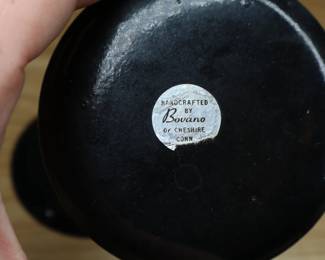 HANDCRAFTED
BY
Bovano
OF CHESHIRE
CONN